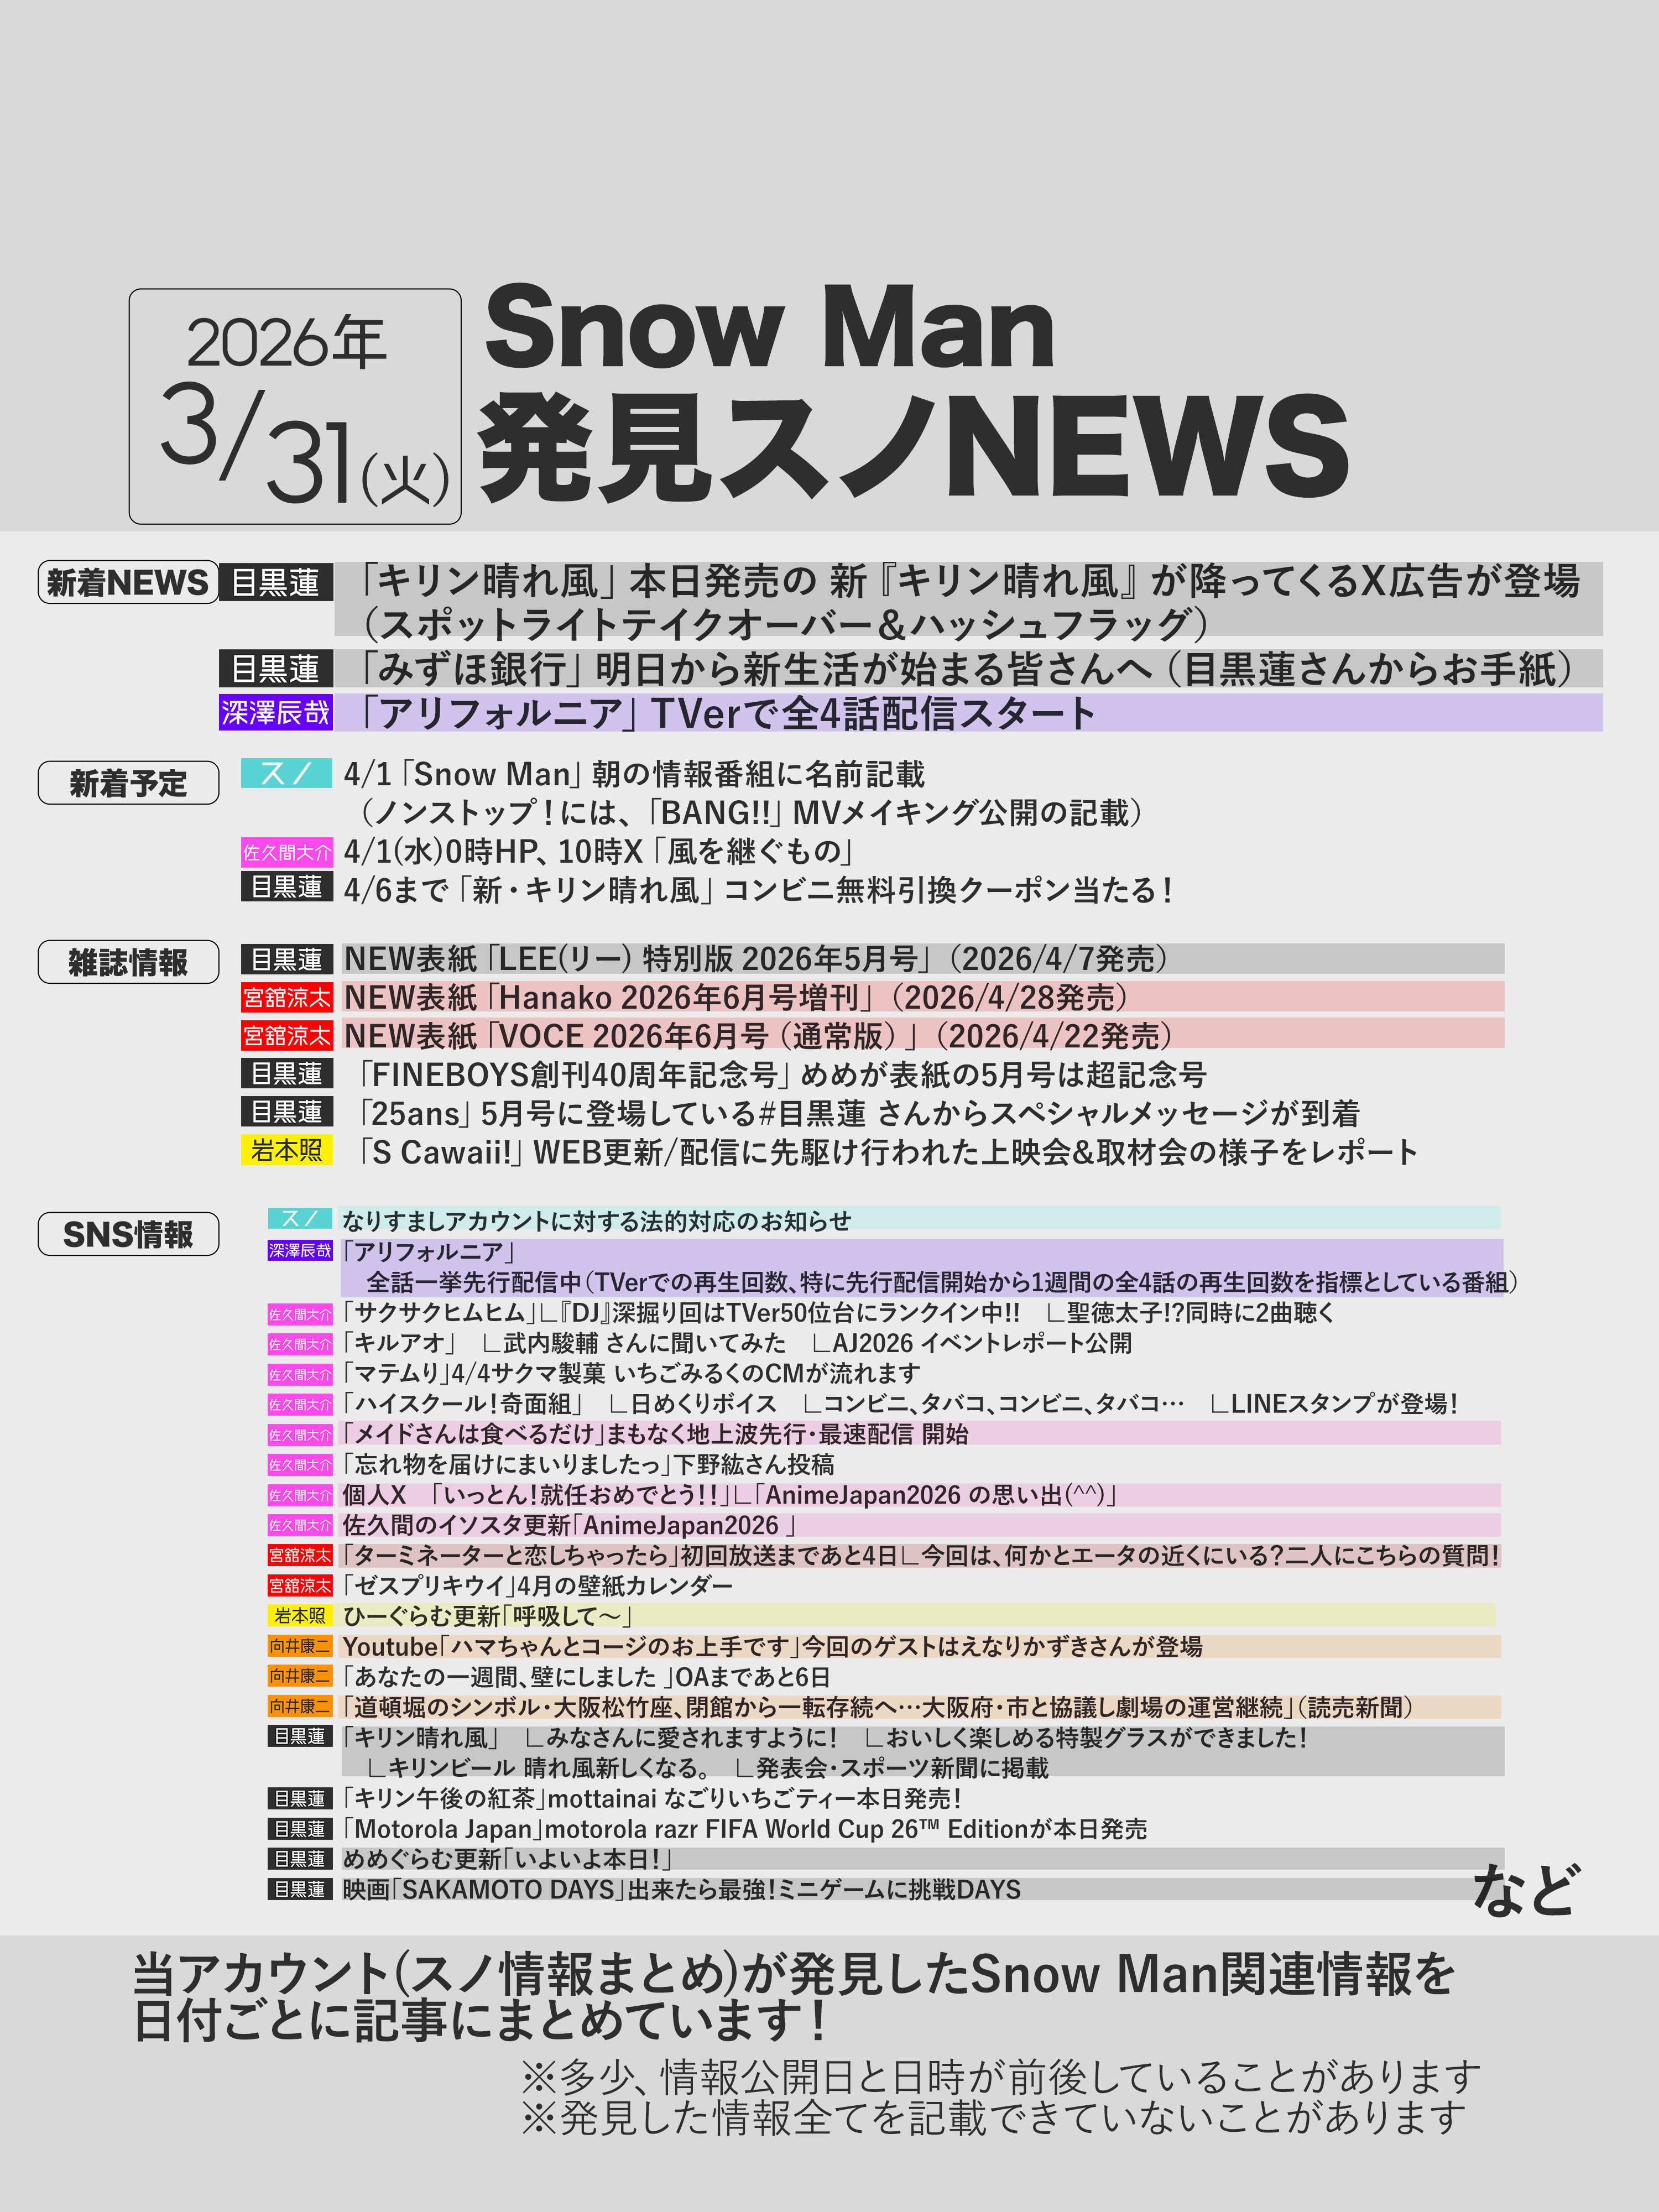 2026年
3/31(火)
Snow Man
発見スノNEWS
新着NEWS
目黒蓮 「キリン晴れ風」本日発売の 新『キリン晴れ風』が降ってくるX広告が登場
（スポットライトテイクオーバー＆ハッシュフラッグ）
目黒蓮 「みずほ銀行」明日から新生活が始まる皆さんへ（目黒蓮さんからお手紙）
深澤辰哉 「アリフォルニア」TVerで全4話配信スタート
新着予定
スノ 4/1「Snow Man」朝の情報番組に名前記載
（ノンストップ！には、「BANG!!」MVメイキング公開の記載）
佐久間大介 4/1(水)0時HP、10時X「風を継ぐもの」
目黒蓮 4/6まで「新・キリン晴れ風」コンビニ無料引換クーポン当たる！
雑誌情報
目黒蓮 NEW表紙「LEE(リー) 特別版 2026年5月号」（2026/4/7発売）
宮舘涼太 NEW表紙「Hanako 2026年6月号増刊」（2026/4/28発売）
宮舘涼太 NEW表紙「VOCE 2026年6月号（通常版）」（2026/4/22発売）
目黒蓮 「FINEBOYS創刊40周年記念号」めめが表紙の5月号は超記念号
目黒蓮 「25ans」5月号に登場している#目黒蓮 さんからスペシャルメッセージが到着
岩本照 「S Cawaii!」WEB更新/配信に先駆け行われた上映会&取材会の様子をレポート
SNS情報
スノ なりすましアカウントに対する法的対応のお知らせ
深澤辰哉 「アリフォルニア」
全話一挙先行配信中（TVerでの再生回数、特に先行配信開始から1週間の全4話の再生回数を指標としている番組）
佐久間大介 「サクサクヒムヒム」∟『DJ』深掘り回はTVer50位台にランクイン中!!　∟聖徳太子!?同時に2曲聴く
佐久間大介 「キルアオ」　∟武内駿輔 さんに聞いてみた　∟AJ2026 イベントレポート公開
佐久間大介 「マテムり」4/4サクマ製菓 いちごみるくのCMが流れます
佐久間大介 「ハイスクール！奇面組」　∟日めくりボイス　∟コンビニ、タバコ、コンビニ、タバコ…　∟LINEスタンプが登場！
佐久間大介 「メイドさんは食べるだけ」まもなく地上波先行・最速配信 開始
佐久間大介 「忘れ物を届けにまいりましたっ」下野紘さん投稿
佐久間大介 個人X　「いっとん！就任おめでとう！！」∟「AnimeJapan2026 の思い出(^^)」
佐久間大介 佐久間のイソスタ更新「AnimeJapan2026 」
宮舘涼太 「ターミネーターと恋しちゃったら」初回放送まであと4日∟今回は、何かとエータの近くにいる？二人にこちらの質問！
宮舘涼太 「ゼスプリキウイ」4月の壁紙カレンダー
岩本照 ひーぐらむ更新「呼吸して〜」
向井康二 Youtube「ハマちゃんとコージのお上手です」今回のゲストはえなりかずきさんが登場
向井康二 「あなたの一週間、壁にしました 」OAまであと6日
向井康二 「道頓堀のシンボル・大阪松竹座、閉館から一転存続へ…大阪府・市と協議し劇場の運営継続」（読売新聞）
目黒蓮 「キリン晴れ風」　∟みなさんに愛されますように！　∟おいしく楽しめる特製グラスができました！
∟キリンビール 晴れ風新しくなる。　∟発表会・スポーツ新聞に掲載
目黒蓮 「キリン午後の紅茶」mottainai なごりいちごティー本日発売！
目黒蓮 「Motorola Japan」motorola razr FIFA World Cup 26™ Editionが本日発売
目黒蓮 めめぐらむ更新「いよいよ本日！」
目黒蓮 映画「SAKAMOTO DAYS」出来たら最強！ミニゲームに挑戦DAYS
など
当アカウント(スノ情報まとめ)が発見したSnow Man関連情報を
日付ごとに記事にまとめています！
※多少、情報公開日と日時が前後していることがあります
※発見した情報全てを記載できていないことがあります